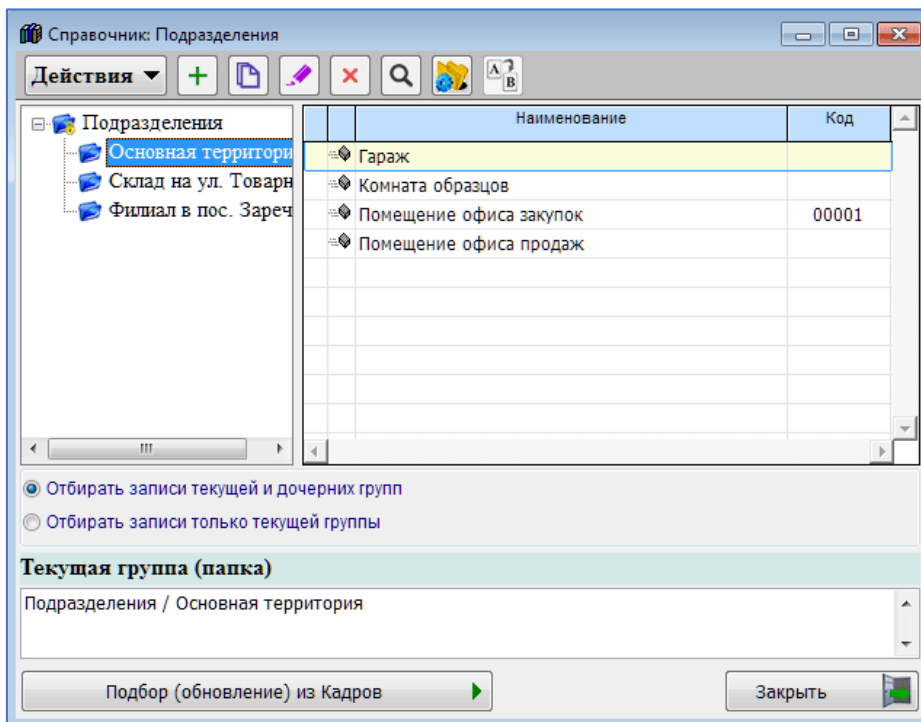 Справочник: Подразделения
Действия
Подразделения
Основная территори
Склад на ул. Товарн
Филиал в пос. Зареч
Наименование Код
Гараж
Комната образцов
Помещение офиса закупок 00001
Помещение офиса продаж
Отбирать записи текущей и дочерних групп
Отбирать записи только текущей группы
Текущая группа (папка)
Подразделения / Основная территория
Подбор (обновление) из Кадров
Закрыть